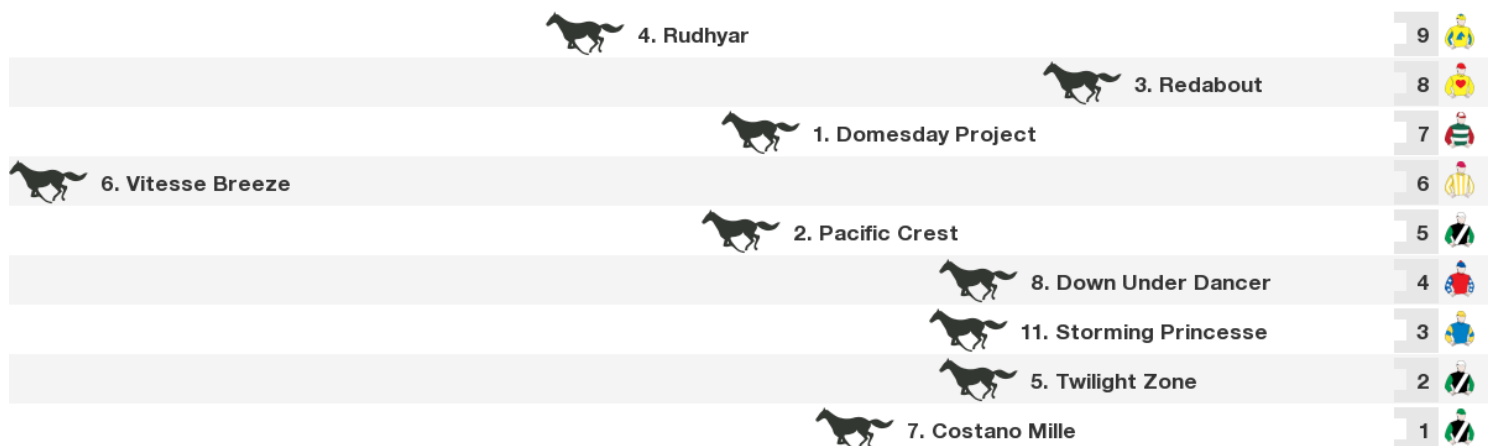 4. Rudhyar 9
3. Redabout 8
1. Domesday Project 7
6. Vitesse Breeze 6
2. Pacific Crest 5
8. Down Under Dancer 4
11. Storming Princesse 3
5. Twilight Zone 2
7. Costano Mille 1